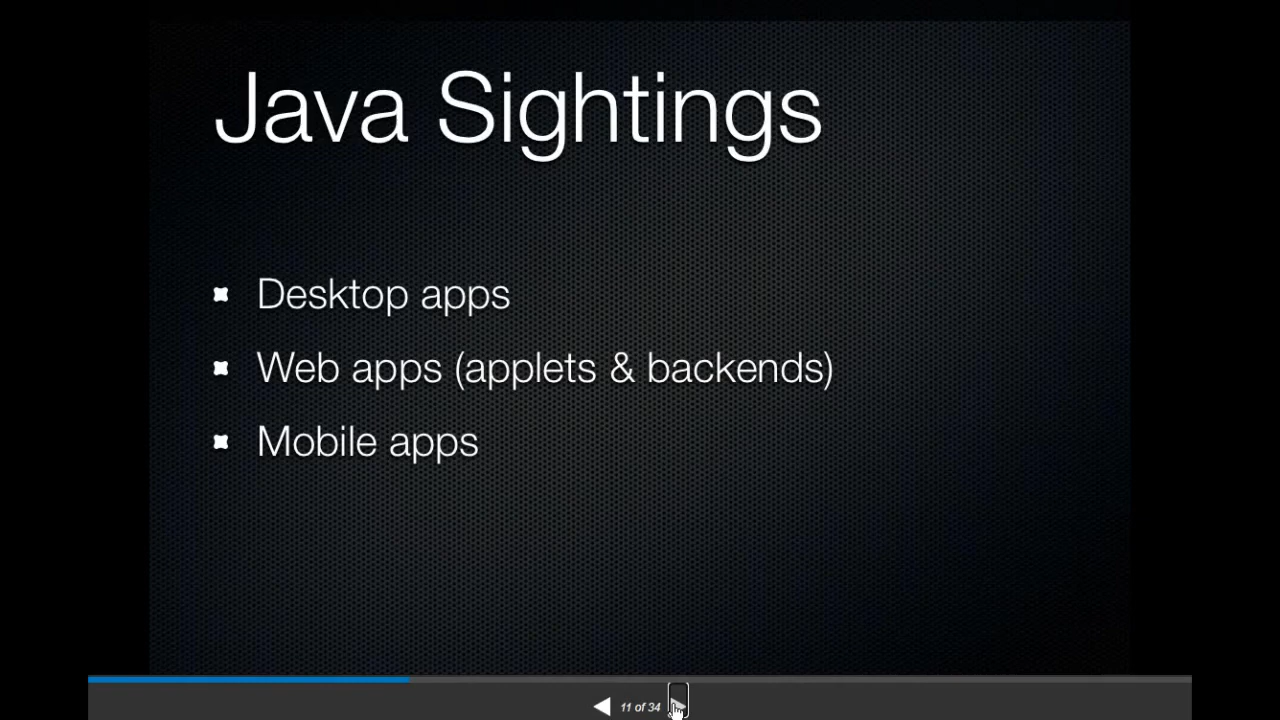 Java Sightings
Desktop apps
Web apps (applets & backends)
Mobile apps
11 of 34